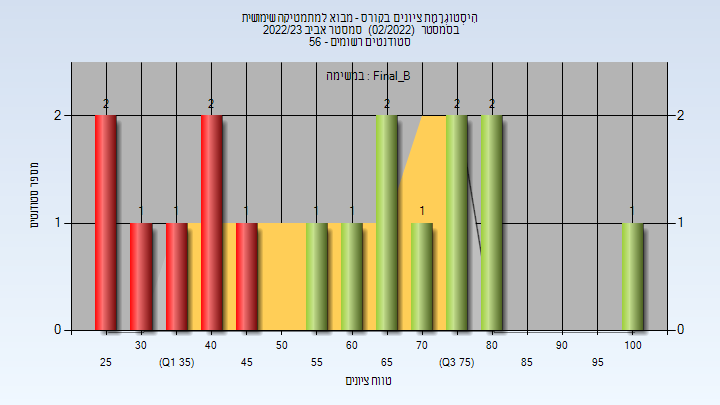 היסטוגרמת ציונים בקורס - מבוא למתמטיקה שימושית
בסמסטר (02/2022) סמסטר אביב 2022/23
סטודנטים רשומים - 56
במשימה : Final_B
2 2 2 2 2
1 1 1 1 1 1 1
2 2
1 1
0 0
מספר סטודנטים
30 40 50 60 70 80 90 100
25 (Q1 35) 45 55 65 (Q3 75) 85 95
טווח ציונים